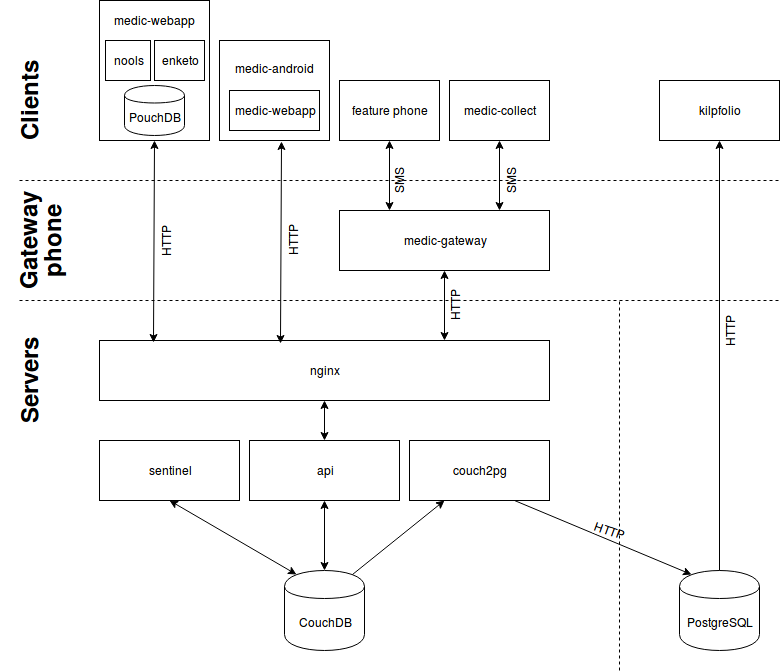 medic-webapp
nools
enketo
PouchDB
medic-android
medic-webapp
feature phone
medic-collect
kilpfolio
Clients
SMS
SMS
HTTP
HTTP
Gateway
phone
medic-gateway
HTTP
HTTP
Servers
nginx
sentinel
api
couch2pg
HTTP
CouchDB
PostgreSQL